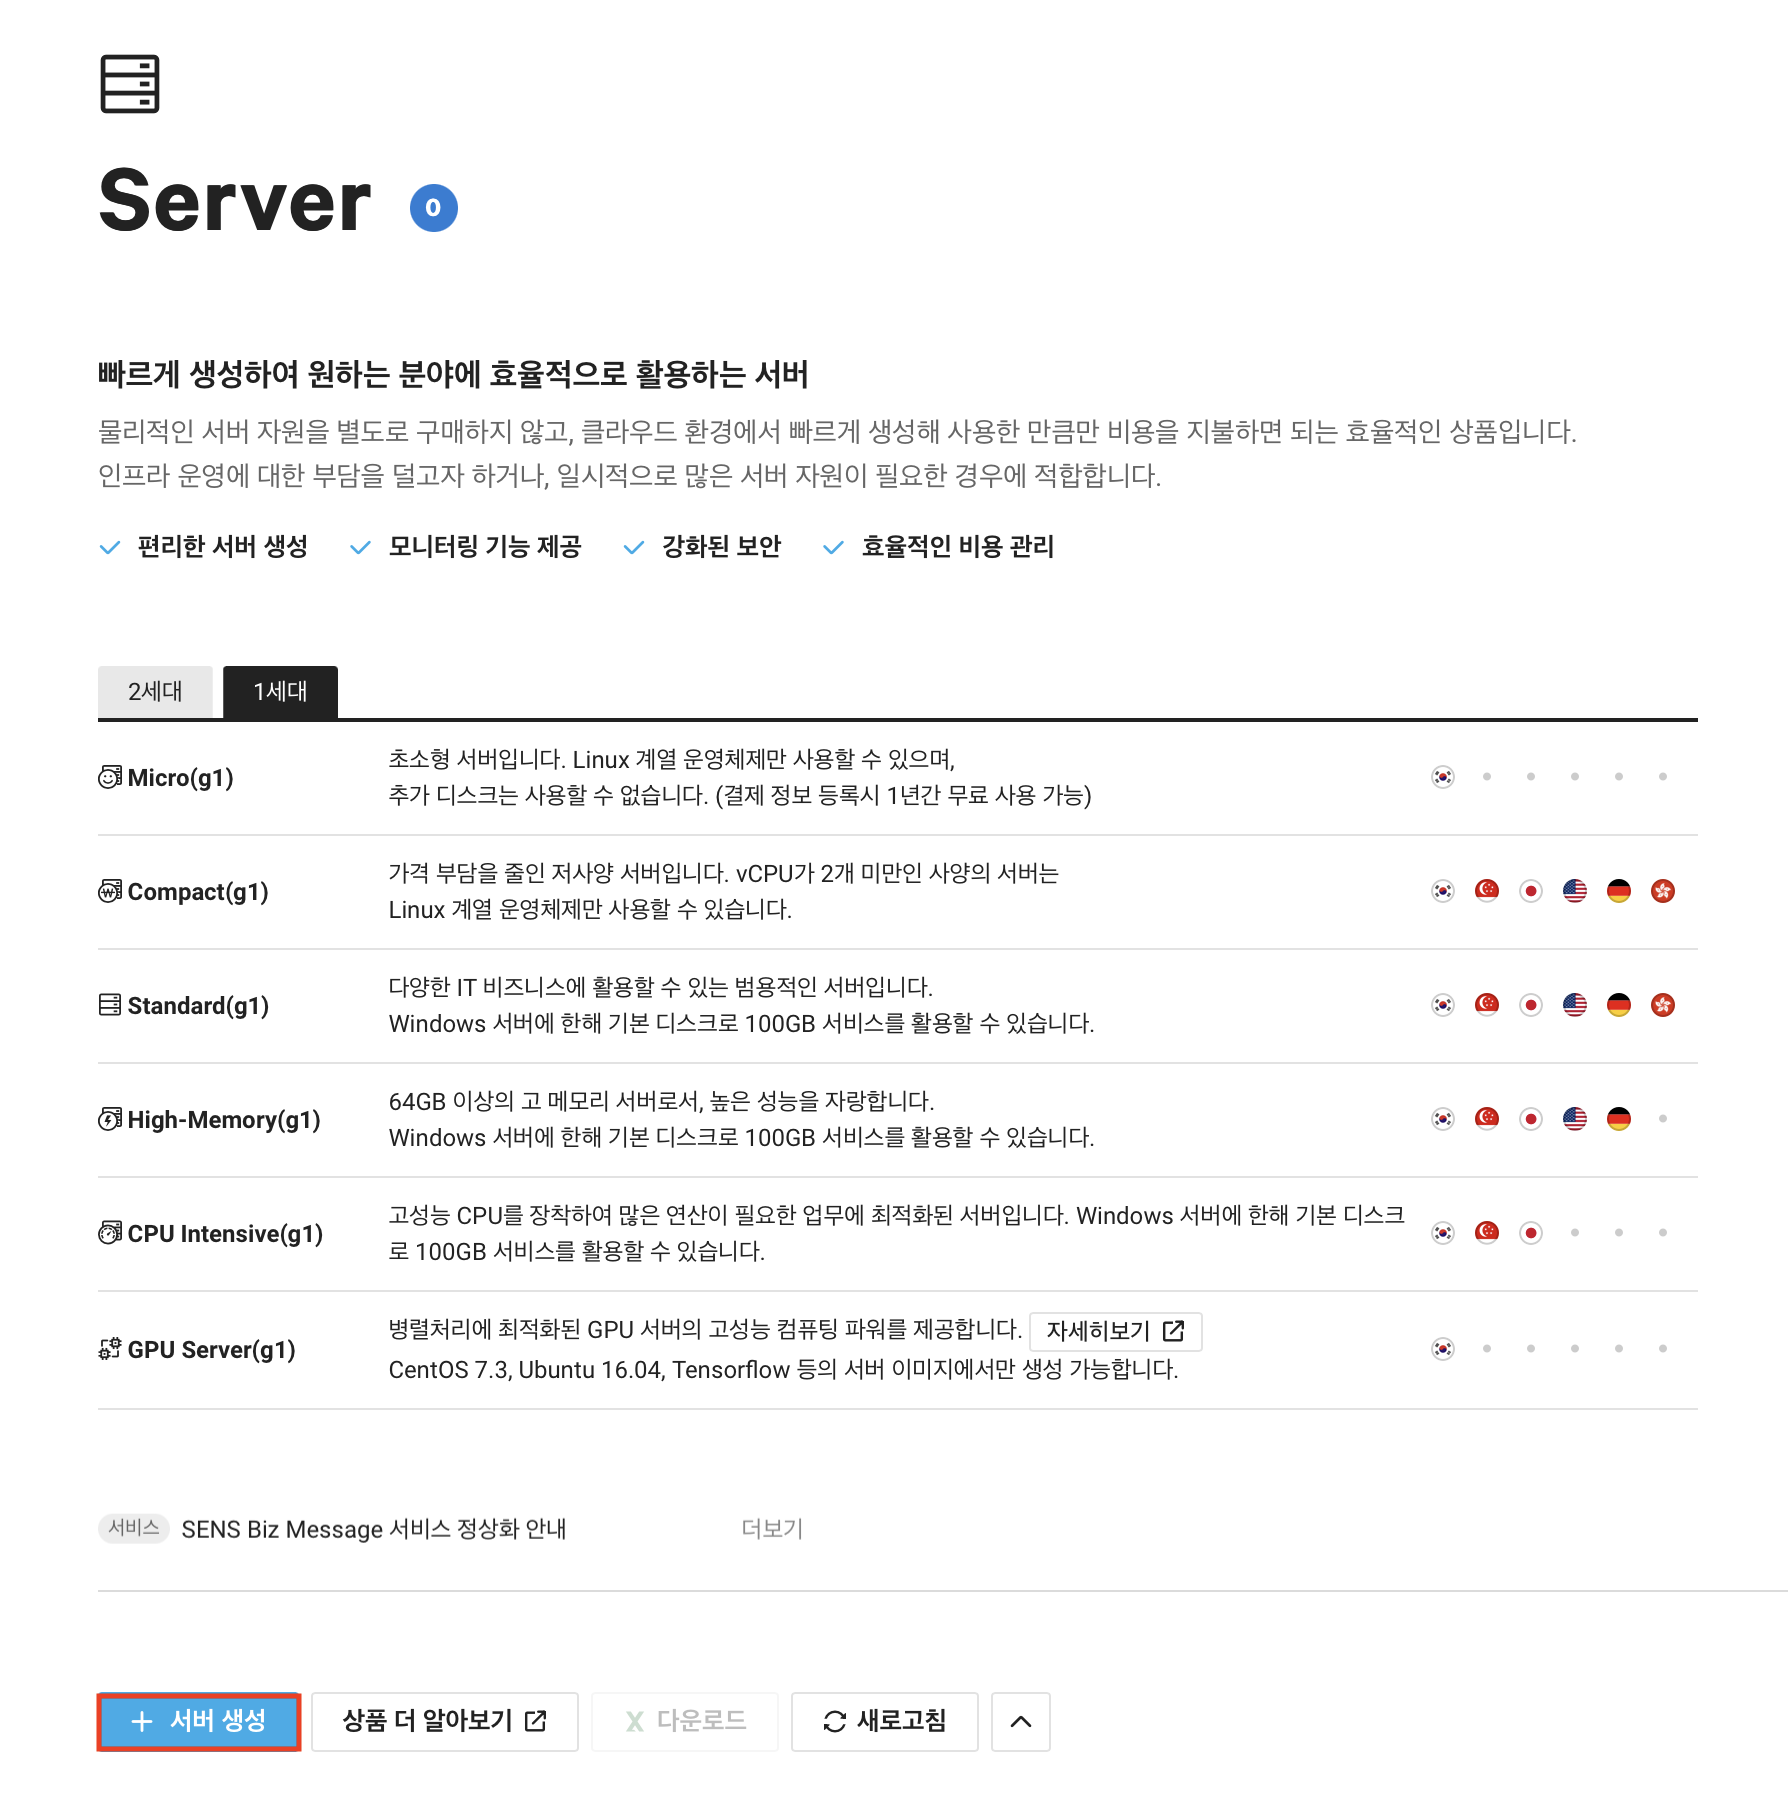 Server 0
빠르게 생성하여 원하는 분야에 효율적으로 활용하는 서버
물리적인 서버 자원을 별도로 구매하지 않고, 클라우드 환경에서 빠르게 생성해 사용한 만큼만 비용을 지불하면 되는 효율적인 상품입니다.
인프라 운영에 대한 부담을 덜고자 하거나, 일시적으로 많은 서버 자원이 필요한 경우에 적합합니다.
편리한 서버 생성 모니터링 기능 제공 강화된 보안 효율적인 비용 관리
2세대 1세대
Micro(g1)
초소형 서버입니다. Linux 계열 운영체제만 사용할 수 있으며,
추가 디스크는 사용할 수 없습니다. (결제 정보 등록시 1년간 무료 사용 가능)
Compact(g1)
가격 부담을 줄인 저사양 서버입니다. vCPU가 2개 미만인 사양의 서버는
Linux 계열 운영체제만 사용할 수 있습니다.
Standard(g1)
다양한 IT 비즈니스에 활용할 수 있는 범용적인 서버입니다.
Windows 서버에 한해 기본 디스크로 100GB 서비스를 활용할 수 있습니다.
High-Memory(g1)
64GB 이상의 고 메모리 서버로서, 높은 성능을 자랑합니다.
Windows 서버에 한해 기본 디스크로 100GB 서비스를 활용할 수 있습니다.
CPU Intensive(g1)
고성능 CPU를 장착하여 많은 연산이 필요한 업무에 최적화된 서버입니다. Windows 서버에 한해 기본 디스크
로 100GB 서비스를 활용할 수 있습니다.
GPU Server(g1)
병렬처리에 최적화된 GPU 서버의 고성능 컴퓨팅 파워를 제공합니다. 자세히보기
CentOS 7.3, Ubuntu 16.04, Tensorflow 등의 서버 이미지에서만 생성 가능합니다.
서비스 SENS Biz Message 서비스 정상화 안내 더보기
+ 서버 생성 상품 더 알아보기 X 다운로드 새로고침